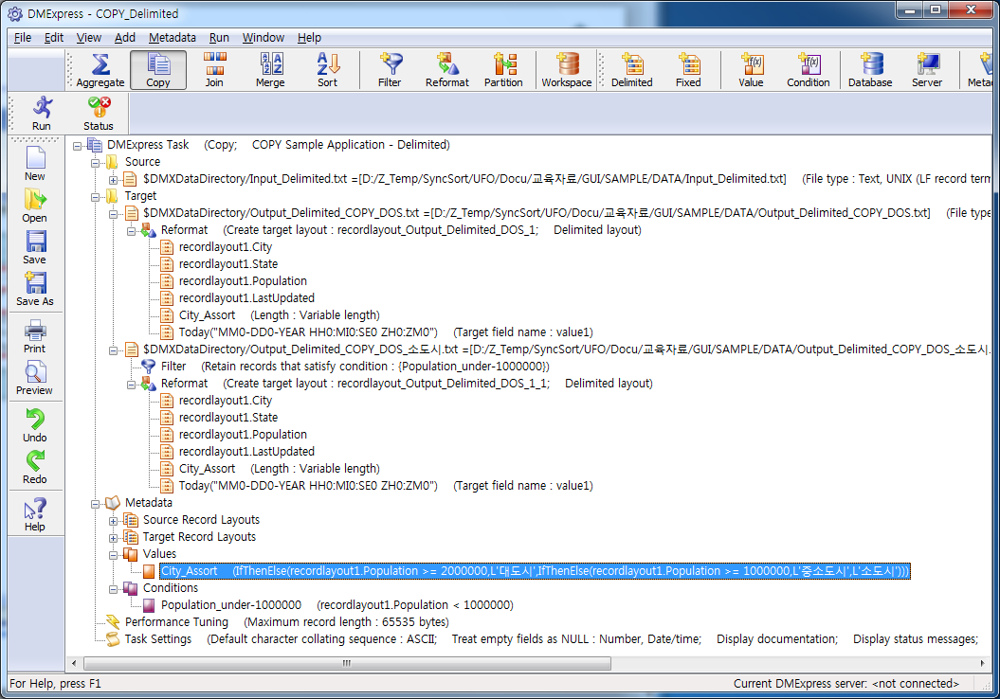 DMExpress - COPY_Delimited
File Edit View Add Metadata Run Window Help
Aggregate Copy Join Merge Sort Filter Reformat Partition Workspace Delimited Fixed Value Condition Database Server Metac
Run Status
New
Open
Save
Save As
Print
Preview
Undo
Redo
Help
DMExpress Task (Copy; COPY Sample Application - Delimited)
Source
$DMXDataDirectory/Input_Delimited.txt =[D:/Z_Temp/SyncSort/UFO/Docu/교육자료/GUI/SAMPLE/DATA/Input_Delimited.txt] (File type : Text, UNIX (LF record term
Target
$DMXDataDirectory/Output_Delimited_COPY_DOS.txt =[D:/Z_Temp/SyncSort/UFO/Docu/교육자료/GUI/SAMPLE/DATA/Output_Delimited_COPY_DOS.txt] (File type
Reformat (Create target layout : recordlayout_Output_Delimited_DOS_1; Delimited layout)
recordlayout1.City
recordlayout1.State
recordlayout1.Population
recordlayout1.LastUpdated
City_Assort (Length : Variable length)
Today("MM0-DD0-YEAR HH0:MI0:SE0 ZH0:ZM0") (Target field name : value1)
$DMXDataDirectory/Output_Delimited_COPY_DOS_소도시.txt =[D:/Z_Temp/SyncSort/UFO/Docu/교육자료/GUI/SAMPLE/DATA/Output_Delimited_COPY_DOS_소도시.
Filter (Retain records that satisfy condition : {Population_under-1000000})
Reformat (Create target layout : recordlayout_Output_Delimited_DOS_1_1; Delimited layout)
recordlayout1.City
recordlayout1.State
recordlayout1.Population
recordlayout1.LastUpdated
City_Assort (Length : Variable length)
Today("MM0-DD0-YEAR HH0:MI0:SE0 ZH0:ZM0") (Target field name : value1)
Metadata
Source Record Layouts
Target Record Layouts
Values
City_Assort (IfThenElse(recordlayout1.Population >= 2000000,L'대도시',IfThenElse(recordlayout1.Population >= 1000000,L'중소도시',L'소도시')))
Conditions
Population_under-1000000 (recordlayout1.Population < 1000000)
Performance Tuning (Maximum record length : 65535 bytes)
Task Settings (Default character collating sequence : ASCII; Treat empty fields as NULL : Number, Date/time; Display documentation; Display status messages;
For Help, press F1
Current DMExpress server: <not connected>